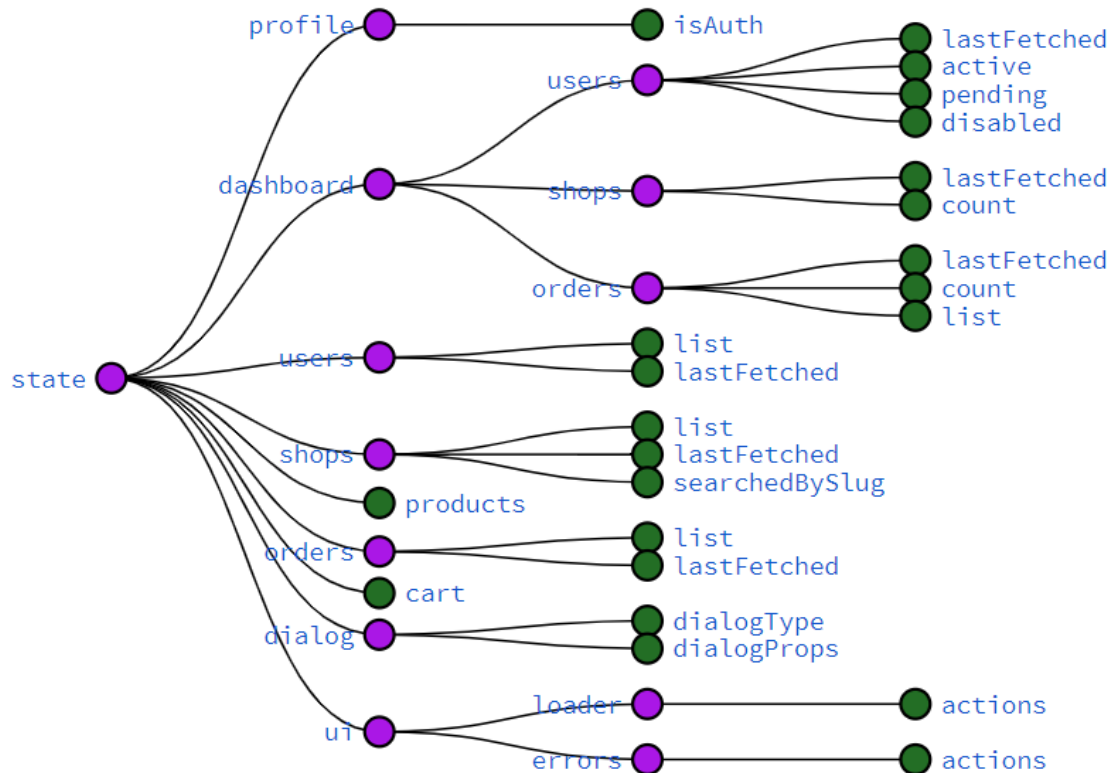 profile
isAuth
lastFetched
users
active
pending
disabled
dashboard
shops
lastFetched
count
orders
lastFetched
count
list
state
users
list
lastFetched
shops
list
lastFetched
searchedBySlug
products
orders
list
lastFetched
cart
dialog
dialogType
dialogProps
ui
loader
actions
errors
actions